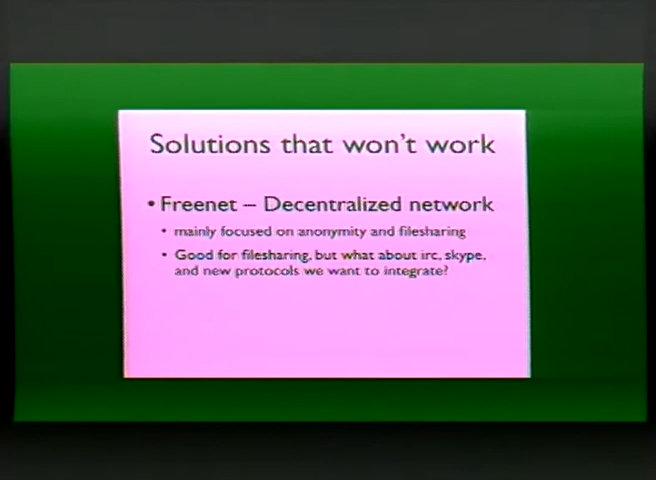 Solutions that won't work
• Freenet – Decentralized network
• mainly focused on anonymity and filesharing
• Good for filesharing, but what about irc, skype,
and new protocols we want to integrate?